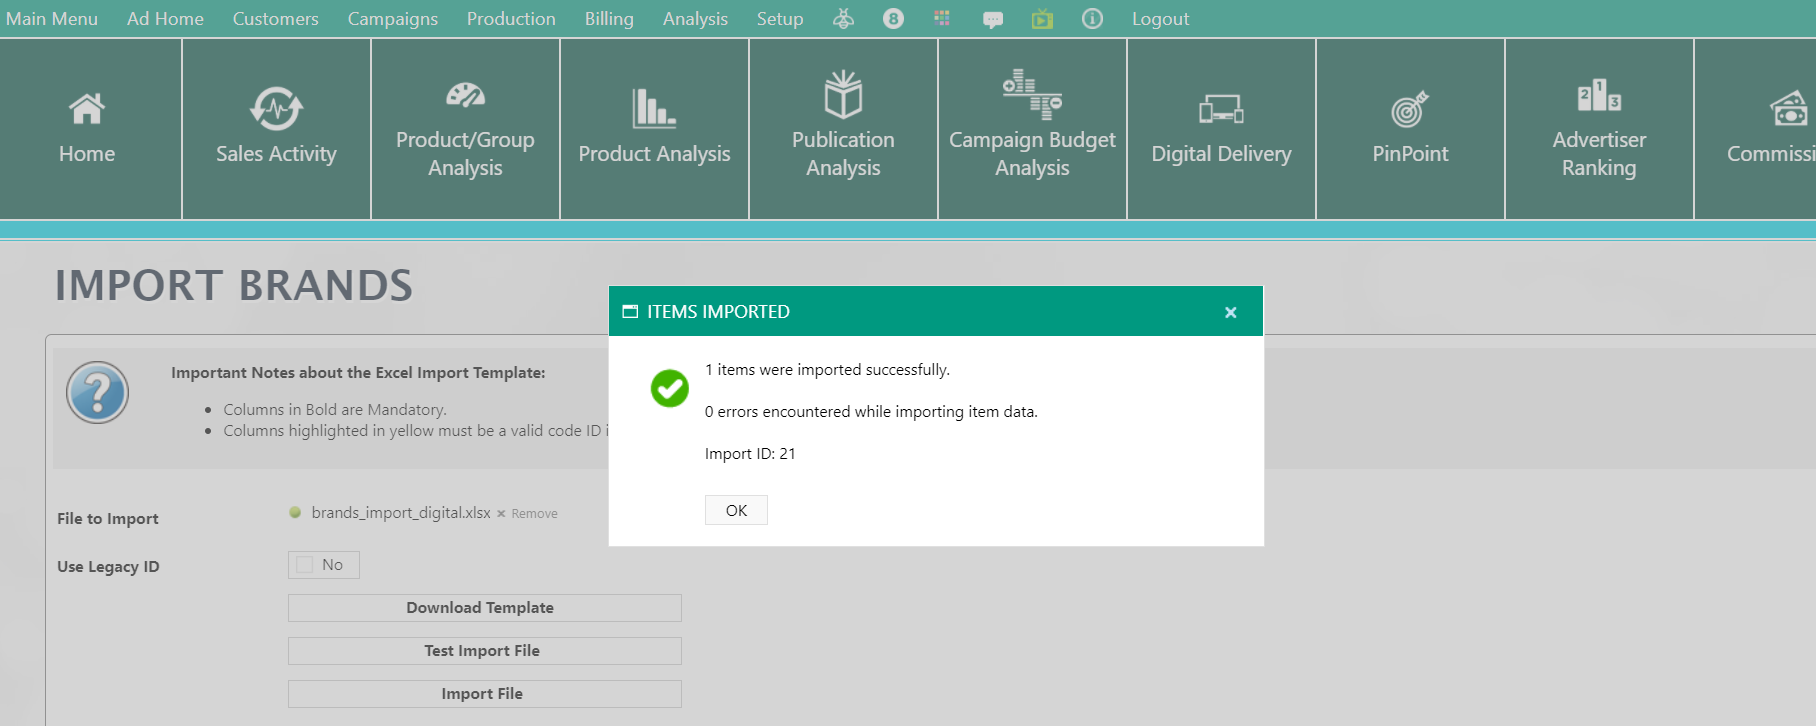 Main Menu Ad Home Customers Campaigns Production Billing Analysis Setup 8 Logout
Home
Sales Activity
Product/Group
Analysis
Product Analysis
Publication
Analysis
Campaign Budget
Analysis
Digital Delivery
PinPoint
2 1 3
Advertiser
Ranking
Commissi
IMPORT BRANDS
Important Notes about the Excel Import Template:
Columns in Bold are Mandatory.
Columns highlighted in yellow must be a valid code ID i
File to Import
brands_import_digital.xlsx × Remove
Use Legacy ID
No
Download Template
Test Import File
Import File
ITEMS IMPORTED
1 items were imported successfully.
0 errors encountered while importing item data.
Import ID: 21
OK